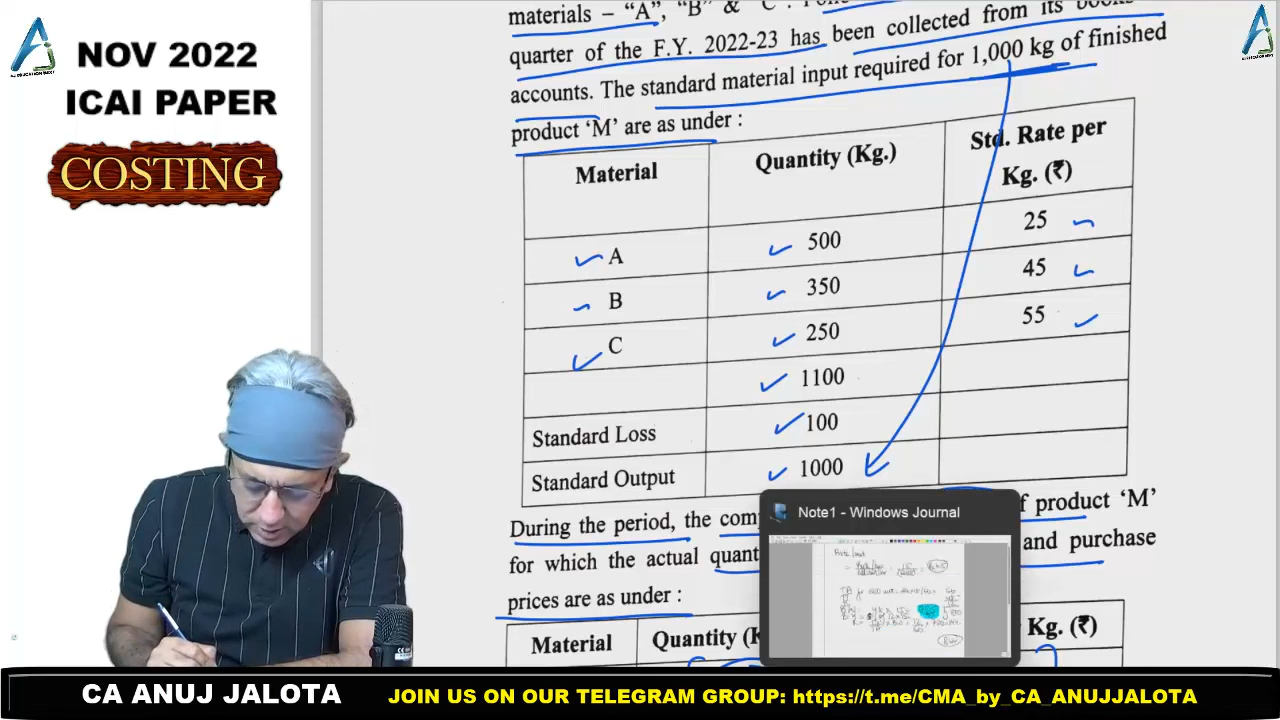 NOV 2022
ICAI PAPER
COSTING
materials – “A”, “B” & “C”.
quarter of the F.Y. 2022-23 has been collected from its books
accounts. The standard material input required for 1,000 kg of finished
product ‘M’ are as under :
Material Quantity (Kg.) Std. Rate per Kg. (₹)
A 500 25
B 350 45
C 250 55
1100
Standard Loss 100
Standard Output 1000
During the period, the of product ‘M’
for which the actual and purchase
prices are as under :
Material Quantity Kg. (₹)
Note1 - Windows Journal
CA ANUJ JALOTA
JOIN US ON OUR TELEGRAM GROUP: https://t.me/CMA_by_CA_ANUJJALOTA